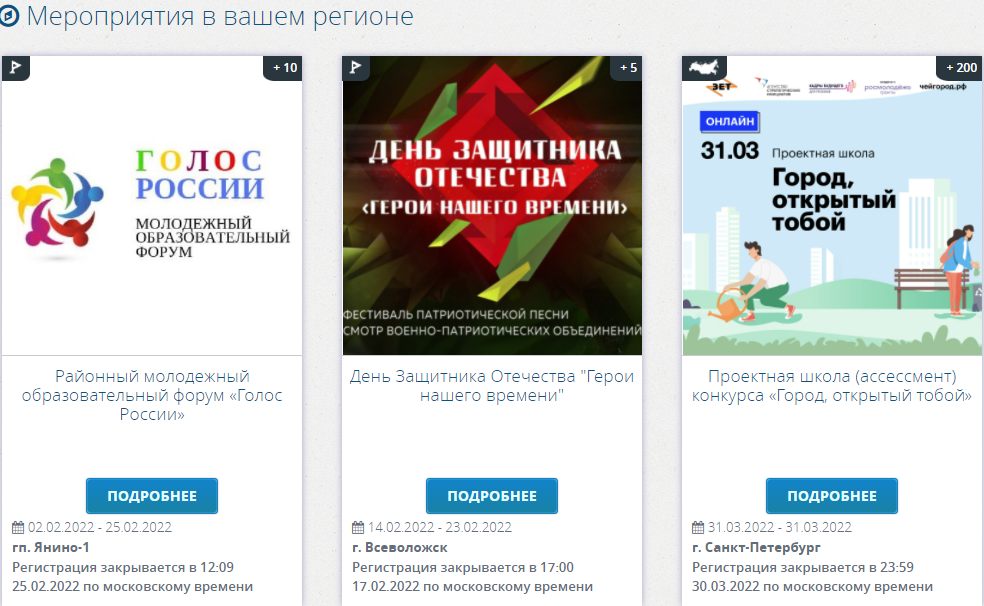 Мероприятия в вашем регионе
+ 10
ГОЛОС
РОССИИ
МОЛОДЕЖНЫЙ
ОБРАЗОВАТЕЛЬНЫЙ
ФОРУМ
Районный молодежный
образовательный форум «Голос
России»
ПОДРОБНЕЕ
02.02.2022 - 25.02.2022
гп. Янино-1
Регистрация закрывается в 12:09
25.02.2022 по московскому времени
+ 5
ДЕНЬ ЗАЩИТНИКА
ОТЕЧЕСТВА
«ГЕРОИ НАШЕГО ВРЕМЕНИ»
ФЕСТИВАЛЬ ПАТРИОТИЧЕСКОЙ ПЕСНИ
СМОТР ВОЕННО-ПАТРИОТИЧЕСКИХ ОБЪЕДИНЕНИЙ
День Защитника Отечества "Герои
нашего времени"
ПОДРОБНЕЕ
14.02.2022 - 23.02.2022
г. Всеволожск
Регистрация закрывается в 17:00
17.02.2022 по московскому времени
+ 200
ЗЕТ
росмолодёжь
чейгород.рф
ОНЛАЙН
31.03 Проектная школа
Город,
открытый
тобой
Проектная школа (ассессмент)
конкурса «Город, открытый тобой»
ПОДРОБНЕЕ
31.03.2022 - 31.03.2022
г. Санкт-Петербург
Регистрация закрывается в 23:59
30.03.2022 по московскому времени